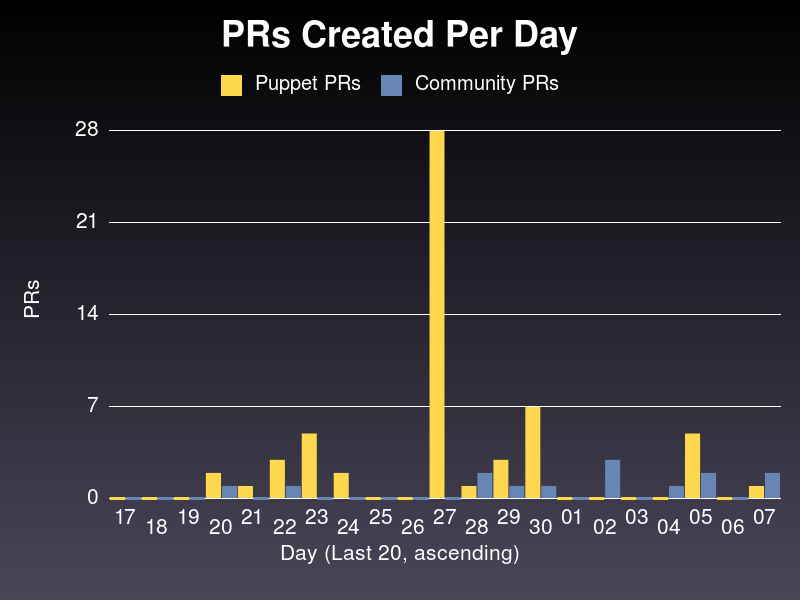 PRs Created Per Day
Puppet PRs Community PRs
28
21
14
7
0
PRs
17 18 19 20 21 22 23 24 25 26 27 28 29 30 01 02 03 04 05 06 07
Day (Last 20, ascending)